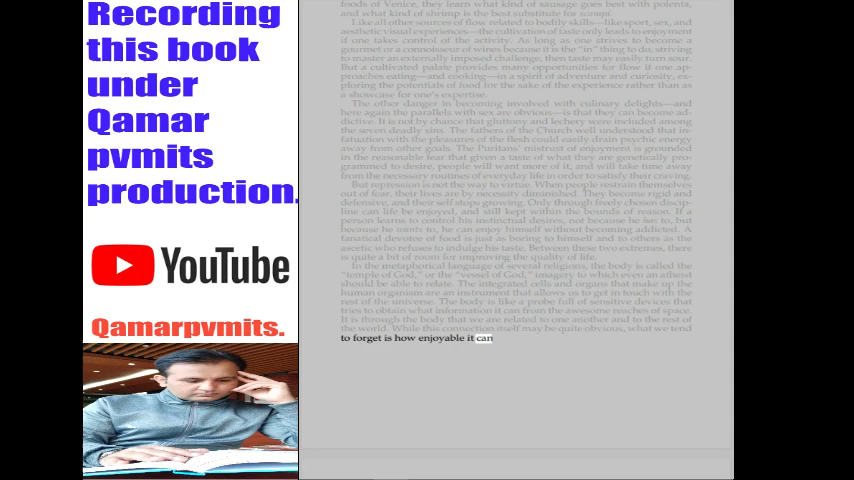 Recording
this book
under
Qamar
pvmits
production.
YouTube
Qamarpvmits.
foods of Venice, they learn what kind of sausage goes best with polenta,
and what kind of shrimp is the best substitute for scampi.
Like all other sources of flow related to bodily skills—like sport, sex, and
aesthetic visual experiences—the cultivation of taste only leads to enjoyment
if one takes control of the activity. As long as one strives to become a
gourmet or a connoisseur of wines because it is the “in” thing to do, striving
to master an externally imposed challenge, then taste may easily turn sour.
But a cultivated palate provides many opportunities for flow if one ap-
proaches eating—and cooking—in a spirit of adventure and curiosity, ex-
ploring the potentials of food for the sake of the experience rather than as
a showcase for one’s expertise.
The other danger in becoming involved with culinary delights—and
here again the parallels with sex are obvious—is that they can become ad-
dictive. It is not by chance that gluttony and lechery were included among
the seven deadly sins. The fathers of the Church well understood that in-
fatuation with the pleasures of the flesh could easily drain psychic energy
away from other goals. The Puritans’ mistrust of enjoyment is grounded
in the reasonable fear that given a taste of what they are genetically pro-
grammed to desire, people will want more of it, and will take time away
from the necessary routines of everyday life in order to satisfy their craving.
But repression is not the way to virtue. When people restrain themselves
out of fear, their lives are by necessity diminished. They become rigid and
defensive, and their self stops growing. Only through freely chosen discip-
line can life be enjoyed, and still kept within the bounds of reason. If a
person learns to control his instinctual desires, not because he has to, but
because he wants to, he can enjoy himself without becoming addicted. A
fanatical devotee of food is just as boring to himself and to others as the
ascetic who refuses to indulge his taste. Between these two extremes, there
is quite a bit of room for improving the quality of life.
In the metaphorical language of several religions, the body is called the
“temple of God,” or the “vessel of God,” imagery to which even an atheist
should be able to relate. The integrated cells and organs that make up the
human organism are an instrument that allows us to get in touch with the
rest of the universe. The body is like a probe full of sensitive devices that
tries to obtain what information it can from the awesome reaches of space.
It is through the body that we are related to one another and to the rest of
the world. While this connection itself may be quite obvious, what we tend
to forget is how enjoyable it can